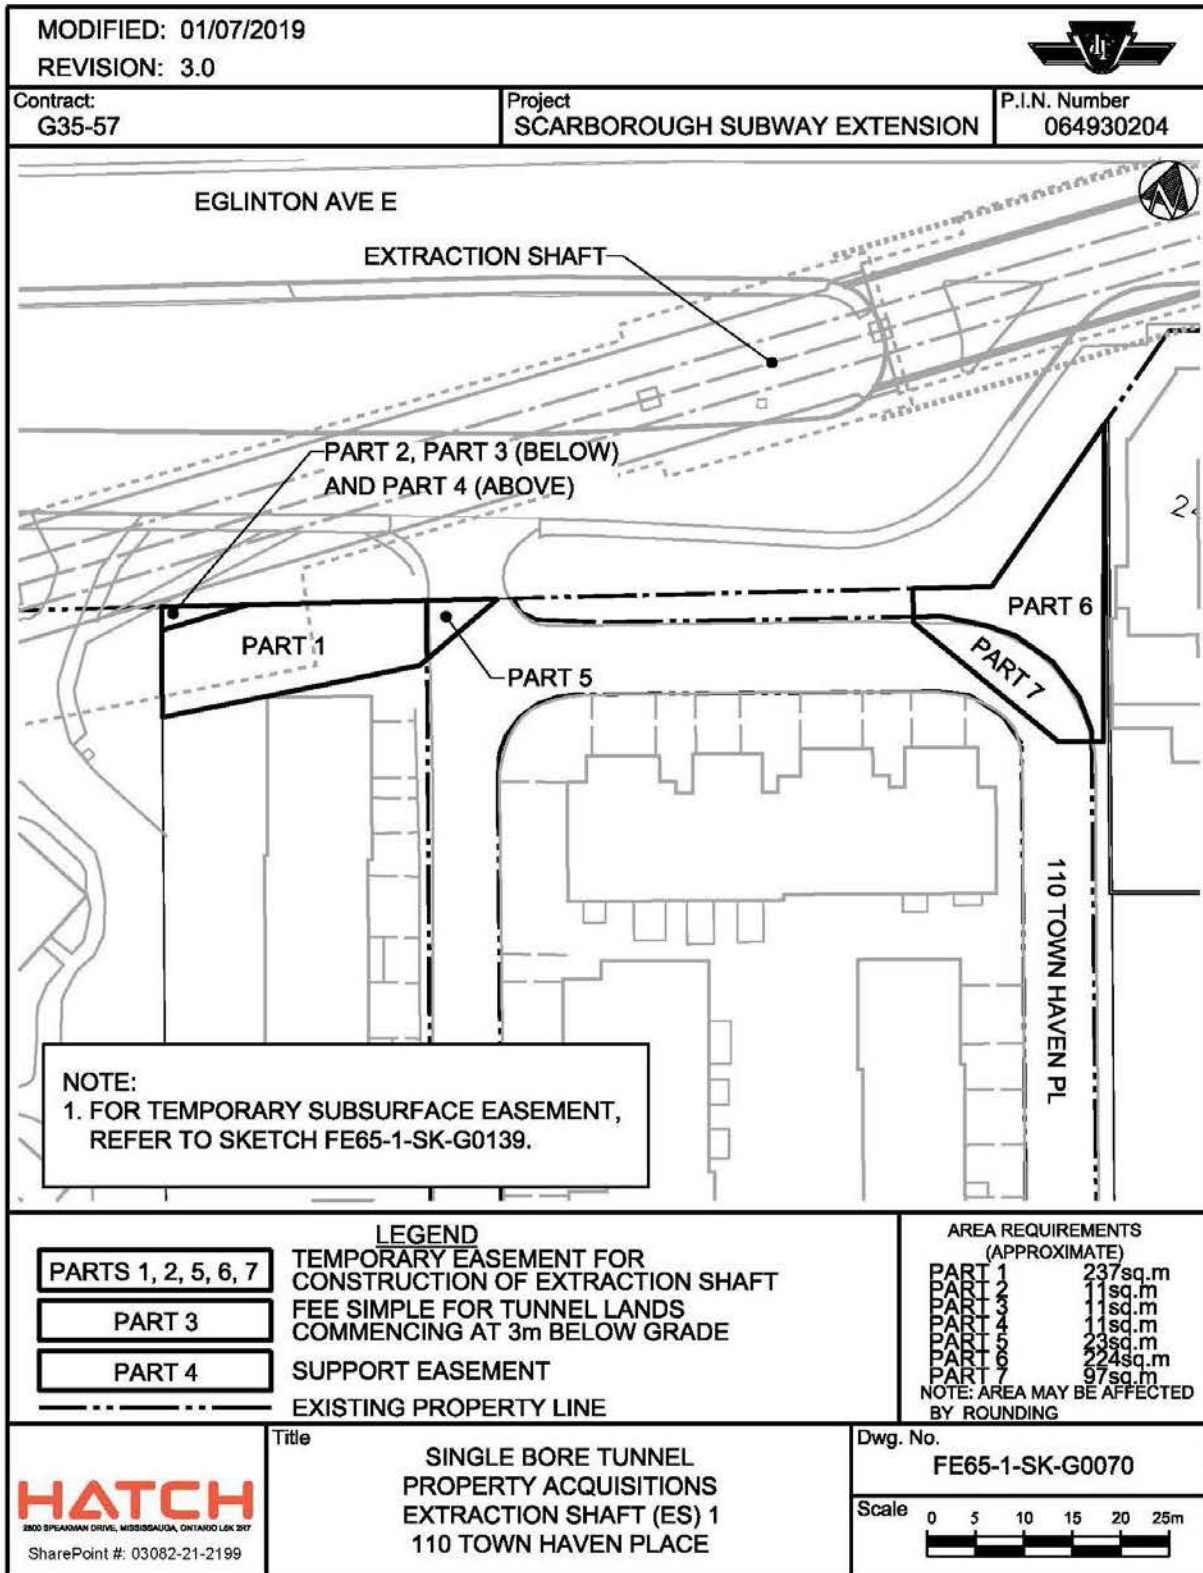 MODIFIED: 01/07/2019
REVISION: 3.0
Contract:
G35-57
Project
SCARBOROUGH SUBWAY EXTENSION
P.I.N. Number
064930204
EGLINTON AVE E
EXTRACTION SHAFT
PART 2, PART 3 (BELOW)
AND PART 4 (ABOVE)
PART 1
PART 5
PART 6
PART 7
110 TOWN HAVEN PL
NOTE:
1. FOR TEMPORARY SUBSURFACE EASEMENT,
REFER TO SKETCH FE65-1-SK-G0139.
LEGEND
PARTS 1, 2, 5, 6, 7
TEMPORARY EASEMENT FOR
CONSTRUCTION OF EXTRACTION SHAFT
PART 3
FEE SIMPLE FOR TUNNEL LANDS
COMMENCING AT 3m BELOW GRADE
PART 4
SUPPORT EASEMENT
EXISTING PROPERTY LINE
AREA REQUIREMENTS
(APPROXIMATE)
PART 1 237sq.m
PART 2 11sq.m
PART 3 11sq.m
PART 4 11sq.m
PART 5 23sq.m
PART 6 224sq.m
PART 7 97sq.m
NOTE: AREA MAY BE AFFECTED
BY ROUNDING
HATCH
2800 SPEAKMAN DRIVE, MISSISSAUGA, ONTARIO L5K 2R7
SharePoint #: 03082-21-2199
Title
SINGLE BORE TUNNEL
PROPERTY ACQUISITIONS
EXTRACTION SHAFT (ES) 1
110 TOWN HAVEN PLACE
Dwg. No.
FE65-1-SK-G0070
Scale
0 5 10 15 20 25m